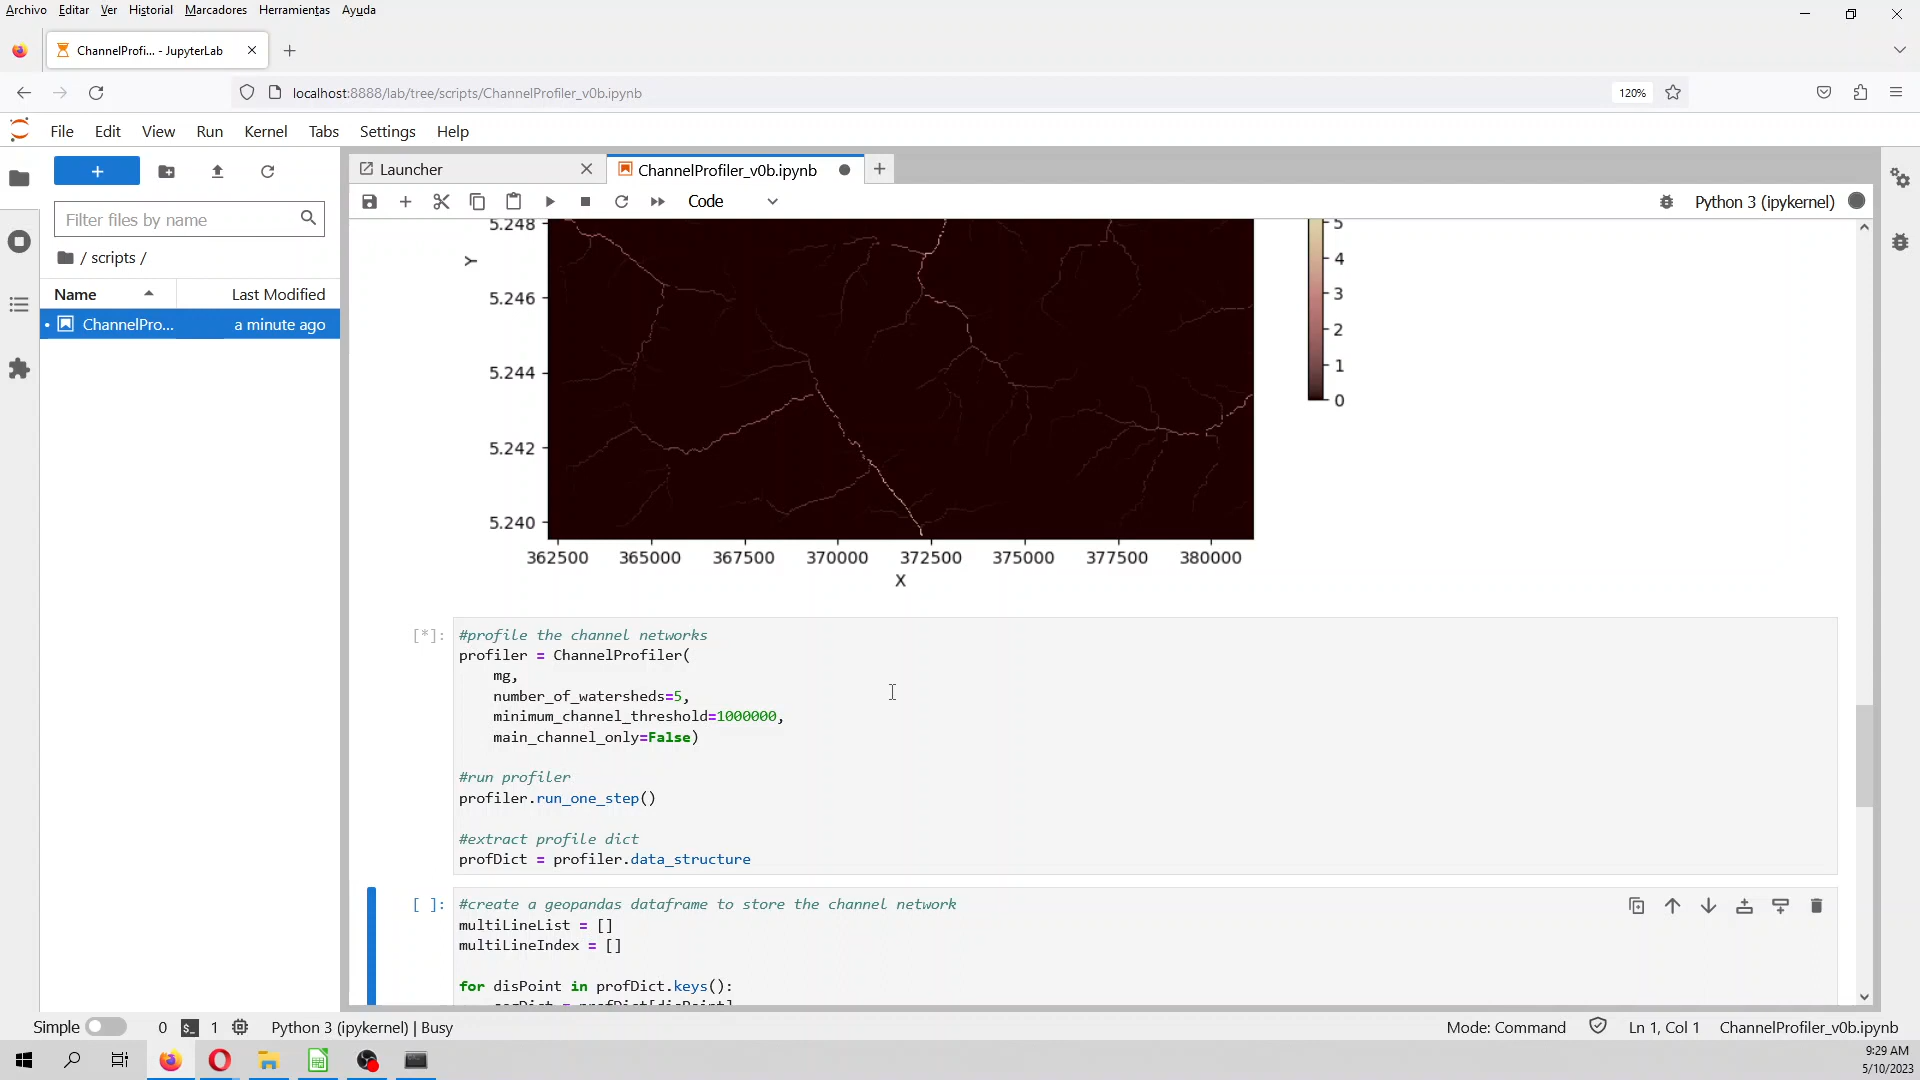 Archivo Editar Ver Historial Marcadores Herramientas Ayuda
ChannelProfi... - JupyterLab
localhost:8888/lab/tree/scripts/ChannelProfiler_v0b.ipynb
120%
File Edit View Run Kernel Tabs Settings Help
Launcher
ChannelProfiler_v0b.ipynb
Filter files by name
/ scripts /
Name Last Modified
ChannelPro... a minute ago
Code
Python 3 (ipykernel)
5.248
5.246
5.244
5.242
5.240
Y
362500 365000 367500 370000 372500 375000 377500 380000
X
5
4
3
2
1
0
[*]:
#profile the channel networks
profiler = ChannelProfiler(
    mg,
    number_of_watersheds=5,
    minimum_channel_threshold=1000000,
    main_channel_only=False)
#run profiler
profiler.run_one_step()
#extract profile dict
profDict = profiler.data_structure
[ ]:
#create a geopandas dataframe to store the channel network
multiLineList = []
multiLineIndex = []
for disPoint in profDict.keys():
Simple 0 1 Python 3 (ipykernel) | Busy
Mode: Command Ln 1, Col 1 ChannelProfiler_v0b.ipynb
9:29 AM
5/10/2023